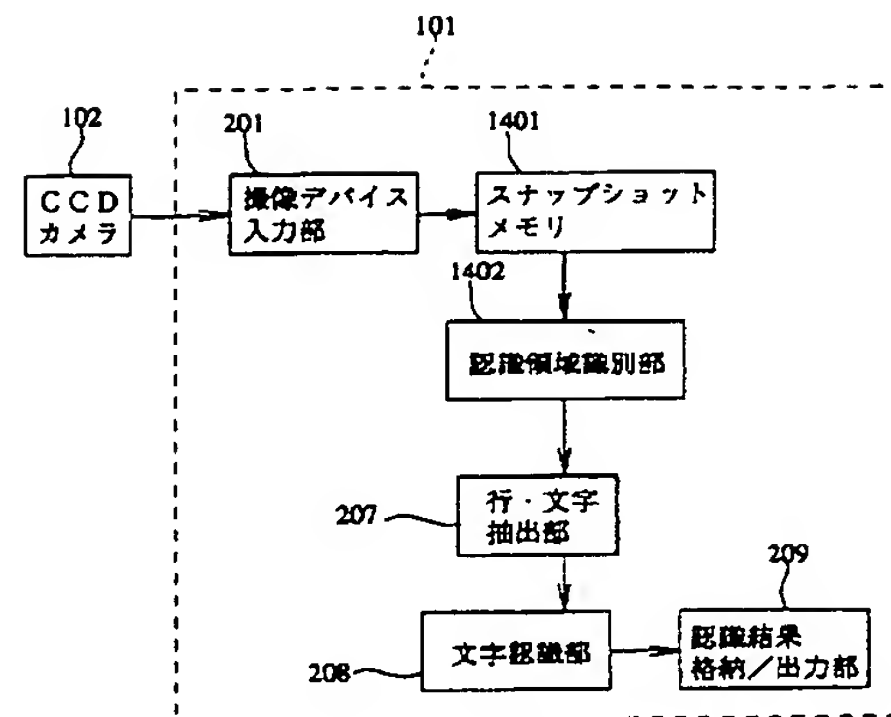 101
102
201
1401
CCD
カメラ
撮像デバイス
入力部
スナップショット
メモリ
1402
認識領域識別部
207
行・文字
抽出部
209
208
文字認識部
認識結果
格納/出力部